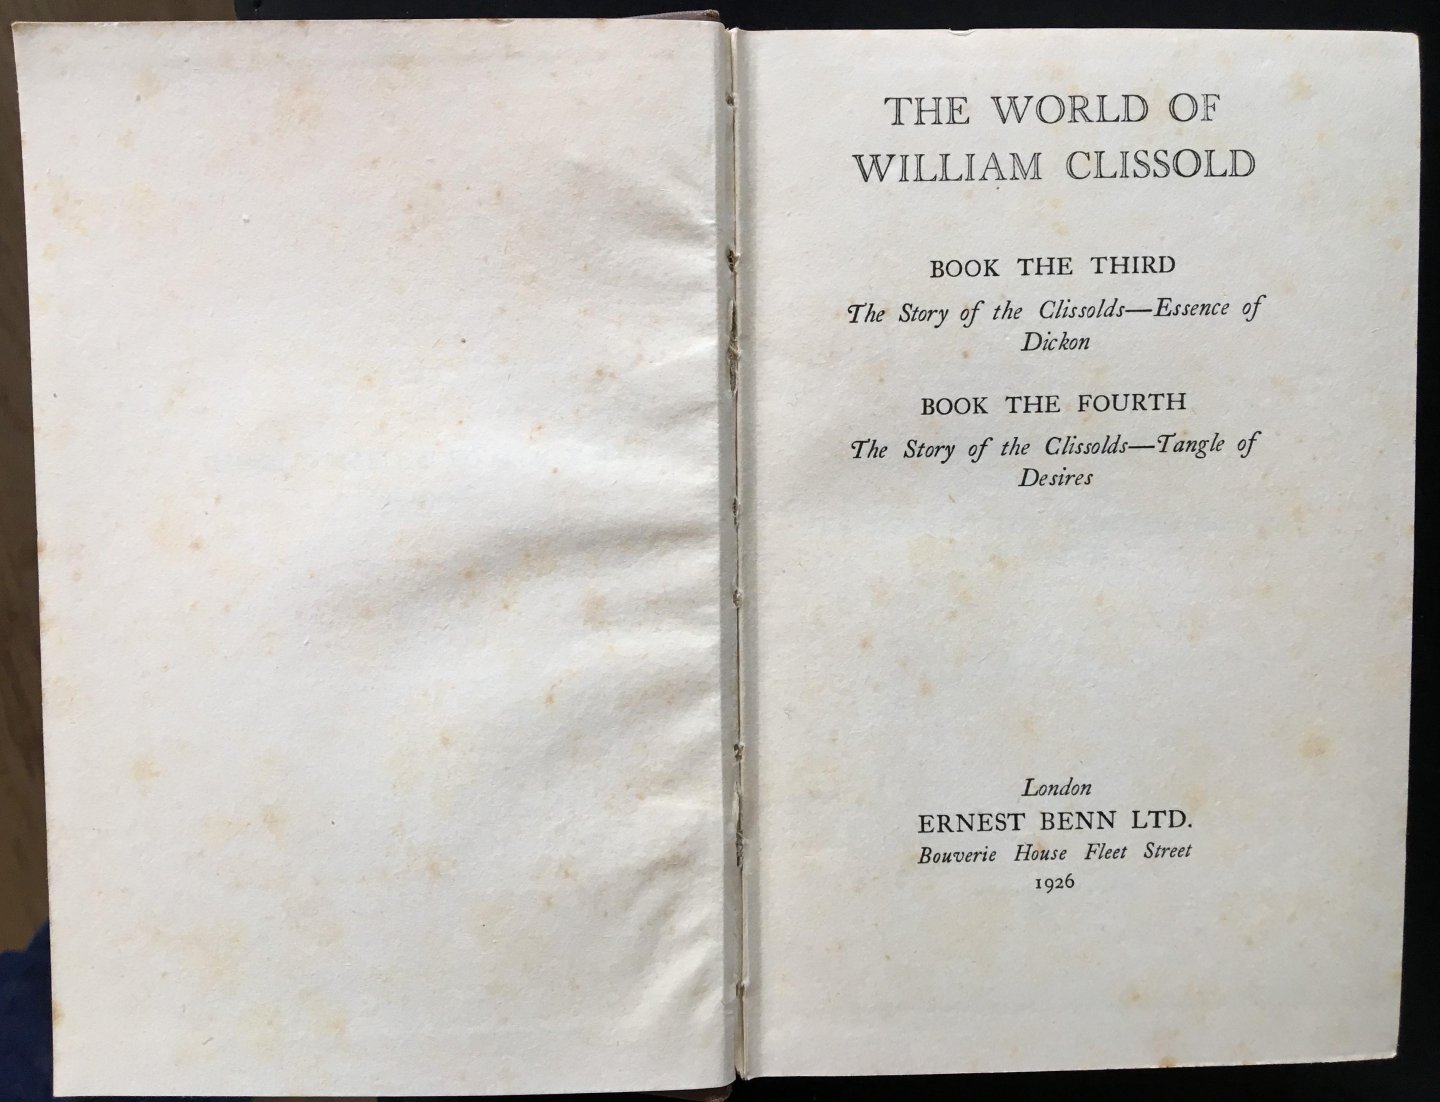 THE WORLD OF
WILLIAM CLISSOLD
BOOK THE THIRD
The Story of the Clissolds—Essence of
Dickon
BOOK THE FOURTH
The Story of the Clissolds—Tangle of
Desires
London
ERNEST BENN LTD.
Bouverie House Fleet Street
1926